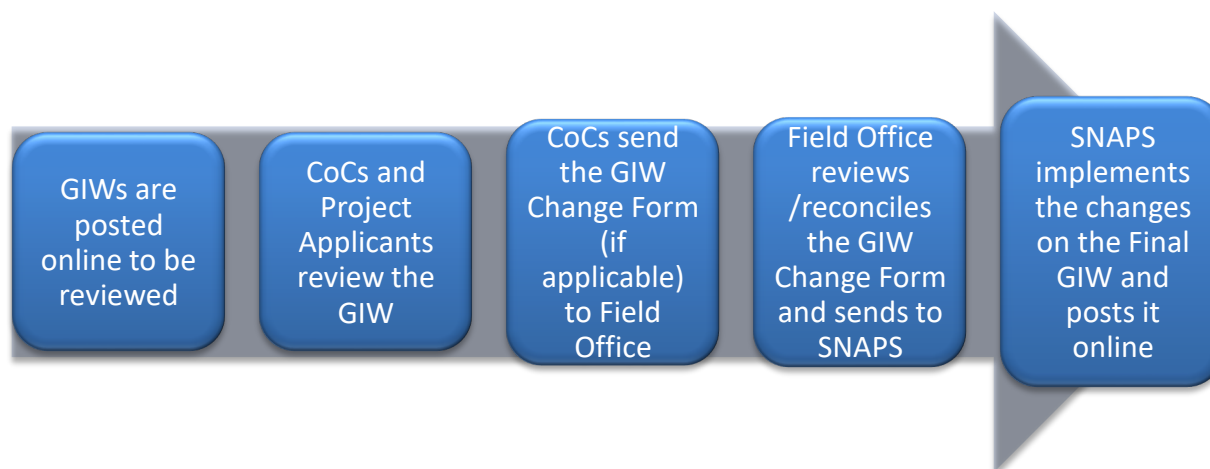 GIWs are
posted
online to be
reviewed
CoCs and
Project
Applicants
review the
GIW
CoCs send
the GIW
Change Form
(if
applicable)
to Field
Office
Field Office
reviews
/reconciles
the GIW
Change Form
and sends to
SNAPS
SNAPS
implements
the changes
on the Final
GIW and
posts it
online